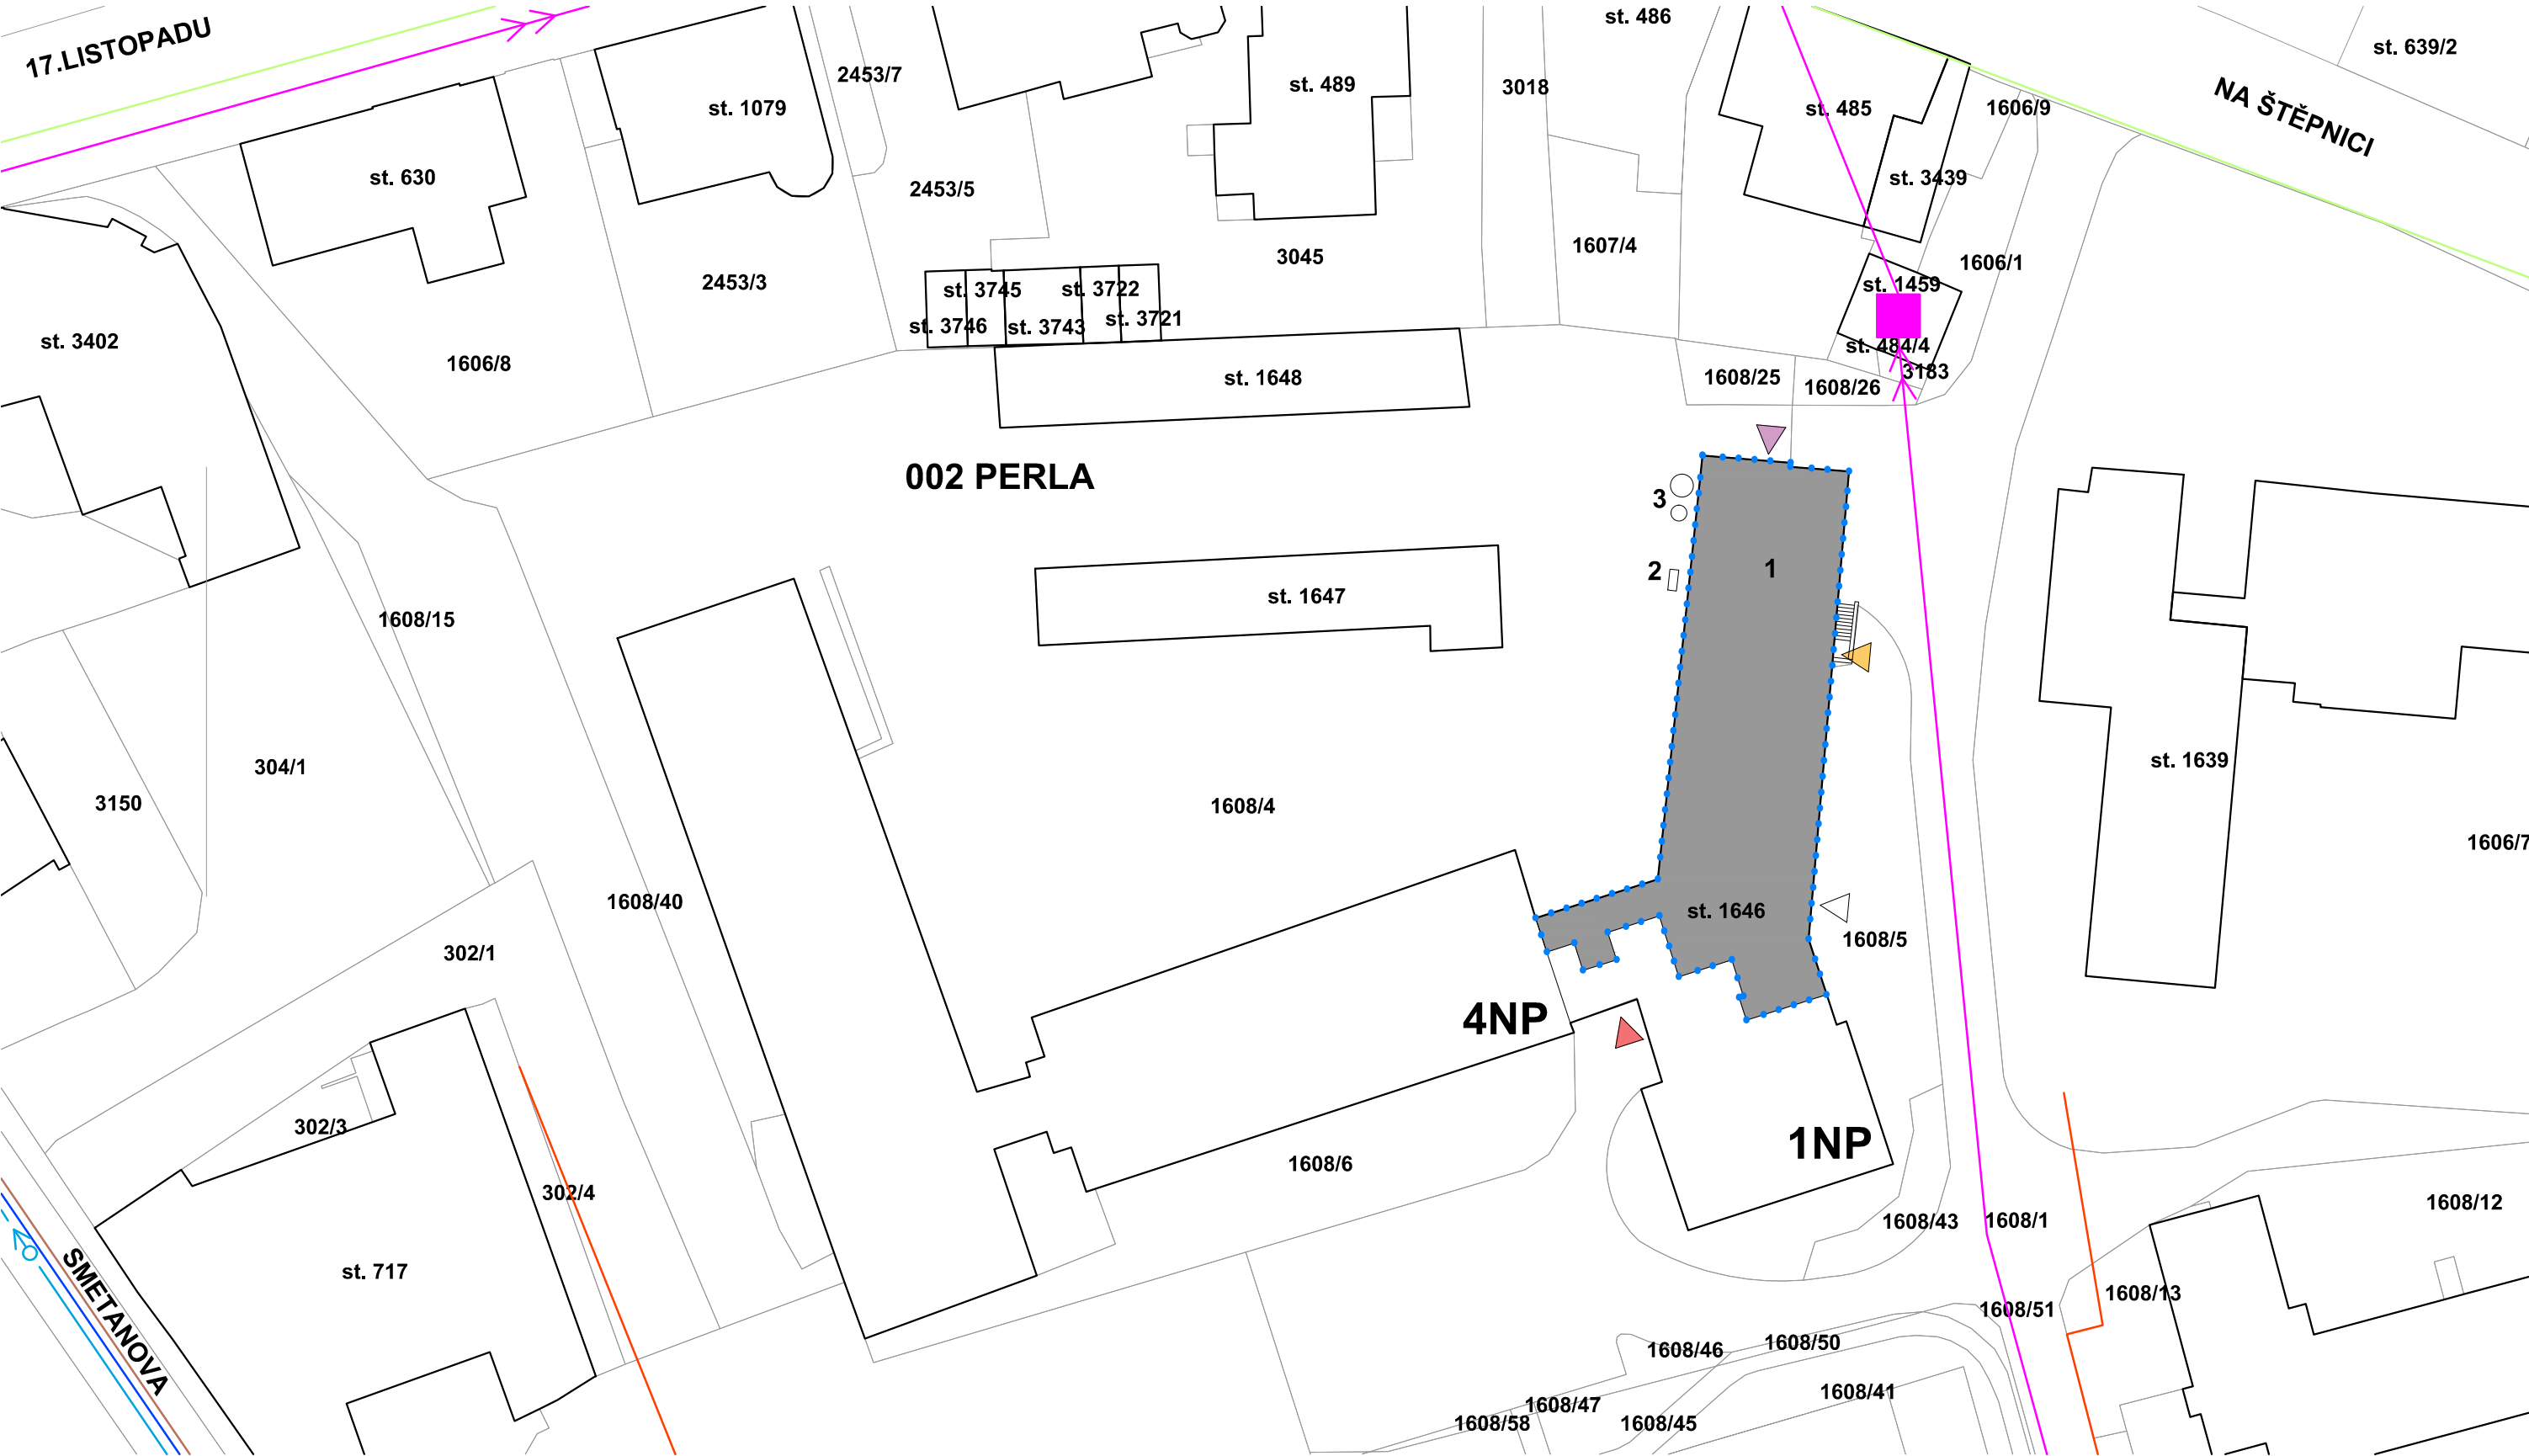 st. 486
17.LISTOPADU
st. 639/2
2453/7
st. 489
3018
st. 1079
st. 485
1606/9
NA ŠTĚPNICI
st. 630
2453/5
st. 3439
1607/4
3045
1606/1
2453/3
st. 3745
st. 3722
st. 1459
st. 3746
st. 3743
st. 3721
st. 3402
st. 484/4
1606/8
st. 1648
1608/25
1608/26
3183
002 PERLA
3
2
1
st. 1647
1608/15
304/1
st. 1639
3150
1608/4
1606/7
1608/40
st. 1646
1608/5
302/1
4NP
302/3
1NP
1608/6
302/4
1608/12
1608/43
1608/1
st. 717
SMETANOVA
1608/13
1608/51
1608/50
1608/46
1608/41
1608/47
1608/58
1608/45